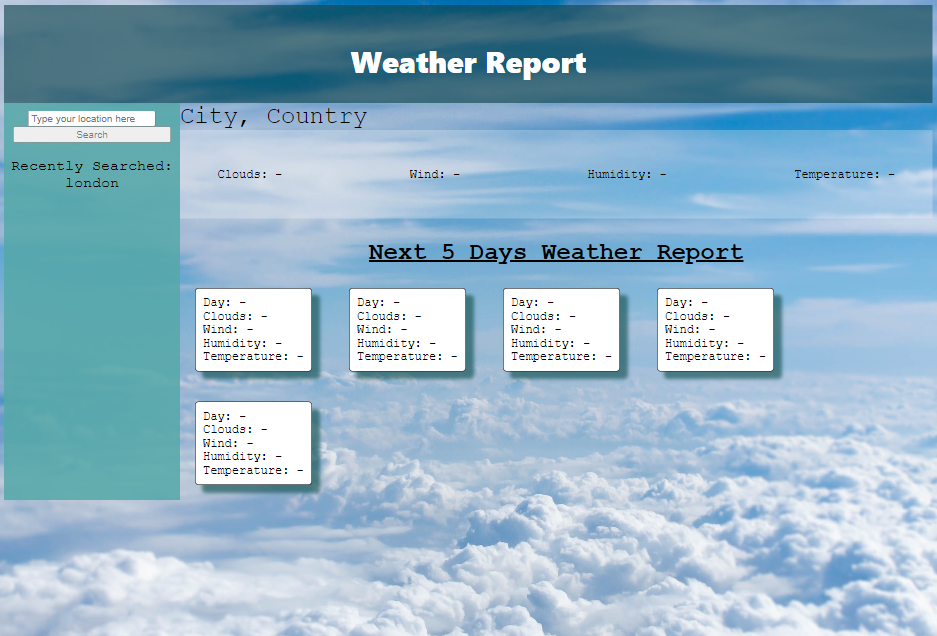 Weather Report
Type your location here
Search
Recently Searched:
london
City, Country
Clouds: -
Wind: -
Humidity: -
Temperature: -
Next 5 Days Weather Report
Day: -
Clouds: -
Wind: -
Humidity: -
Temperature: -
Day: -
Clouds: -
Wind: -
Humidity: -
Temperature: -
Day: -
Clouds: -
Wind: -
Humidity: -
Temperature: -
Day: -
Clouds: -
Wind: -
Humidity: -
Temperature: -
Day: -
Clouds: -
Wind: -
Humidity: -
Temperature: -